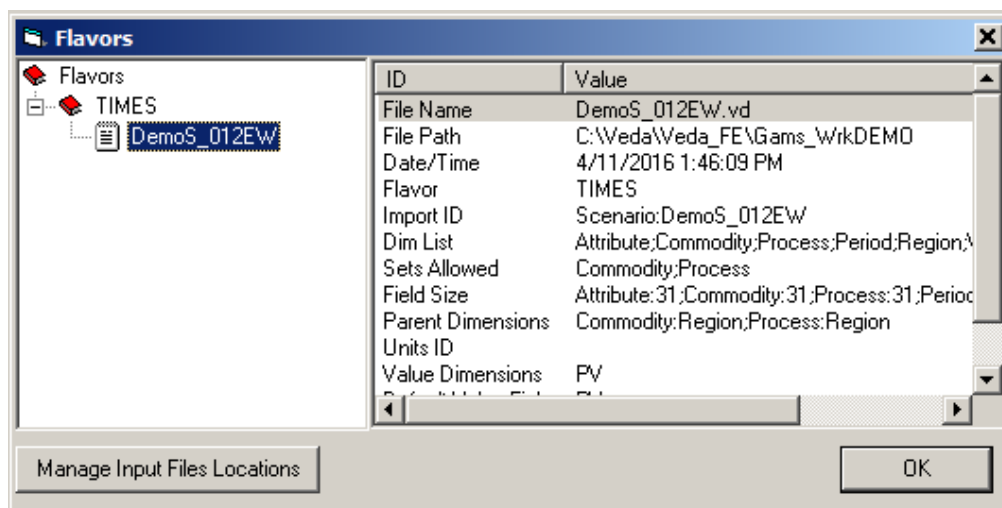 Flavors
Flavors
TIMES
DemoS_012EW
ID Value
File Name DemoS_012EW.vd
File Path C:\Veda\Veda_FE\Gams_WrkDEMO
Date/Time 4/11/2016 1:46:09 PM
Flavor TIMES
Import ID Scenario:DemoS_012EW
Dim List Attribute;Commodity;Process;Period;Region;
Sets Allowed Commodity;Process
Field Size Attribute:31;Commodity:31;Process:31;Period
Parent Dimensions Commodity:Region;Process:Region
Units ID
Value Dimensions PV
Manage Input Files Locations OK